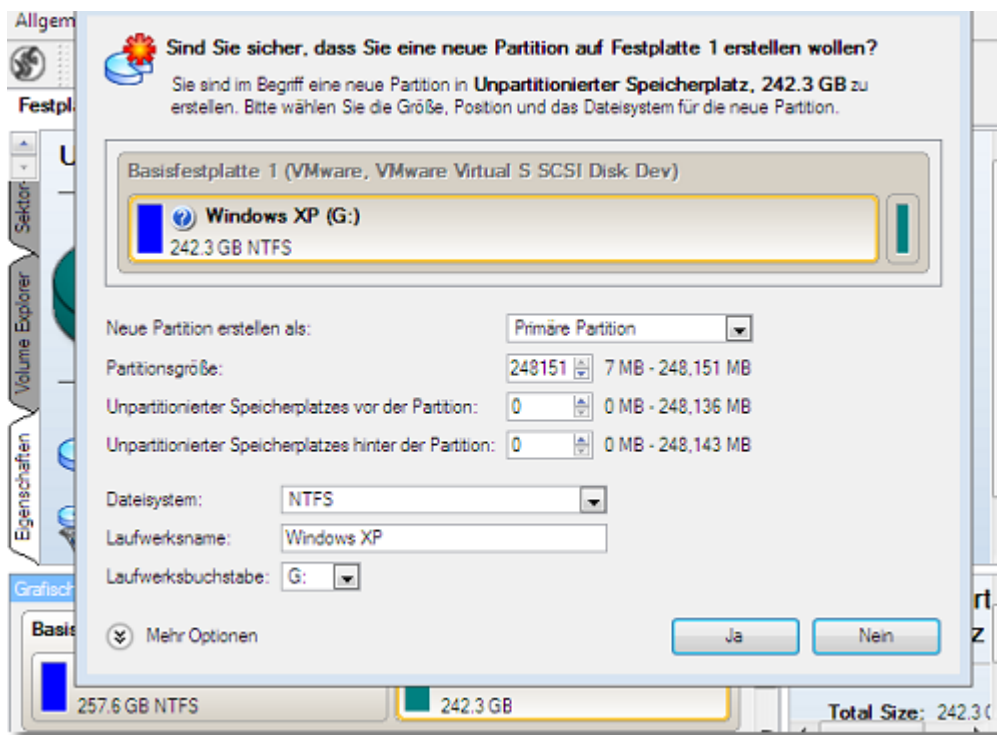 Allgem
Sind Sie sicher, dass Sie eine neue Partition auf Festplatte 1 erstellen wollen?
Sie sind im Begriff eine neue Partition in Unpartitionierter Speicherplatz, 242.3 GB zu
erstellen. Bitte wählen Sie die Größe, Position und das Dateisystem für die neue Partition.
Festpl
U
Basisfestplatte 1 (VMware, VMware Virtual S SCSI Disk Dev)
Windows XP (G:)
242.3 GB NTFS
Sektor-
Volume Explorer
Eigenschaften
Neue Partition erstellen als: Primäre Partition
Partitionsgröße: 248151 7 MB - 248,151 MB
Unpartitionierter Speicherplatzes vor der Partition: 0 0 MB - 248,136 MB
Unpartitionierter Speicherplatzes hinter der Partition: 0 0 MB - 248,143 MB
Dateisystem: NTFS
Laufwerksname: Windows XP
Laufwerksbuchstabe: G:
Mehr Optionen Ja Nein
Grafisch
Basis
rt
z
257.6 GB NTFS
242.3 GB
Total Size: 242.3